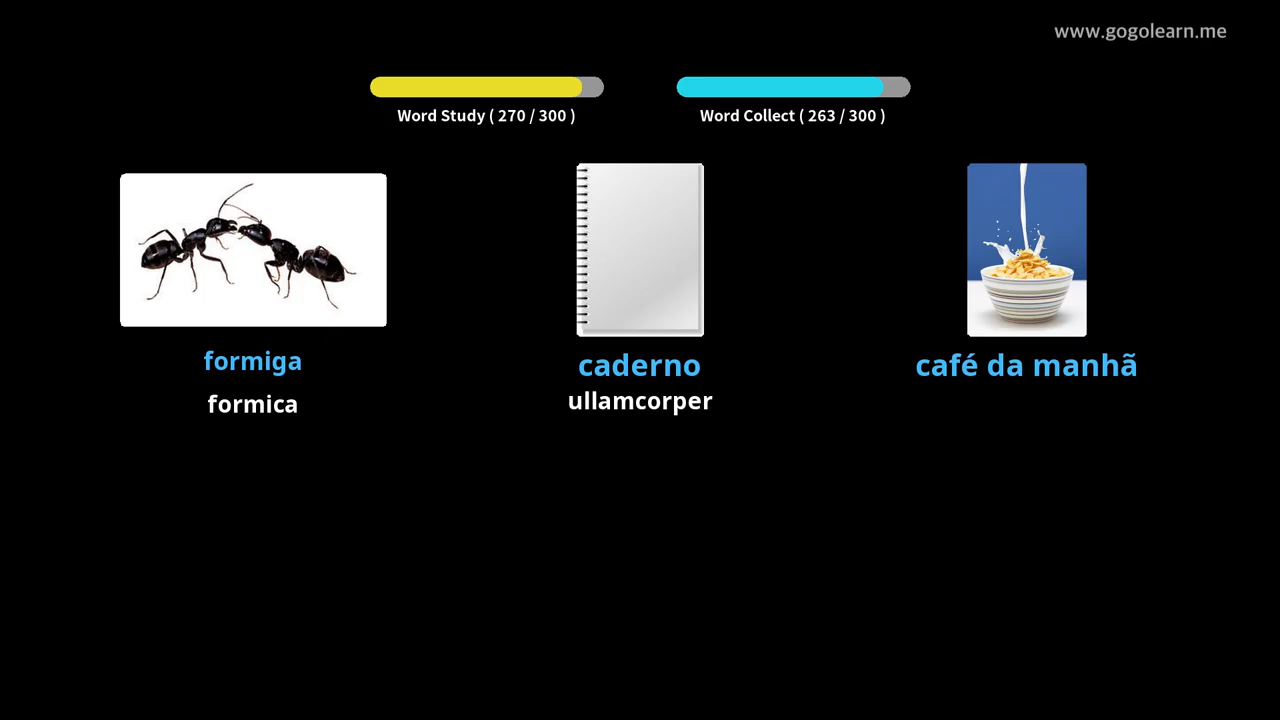 www.gogolearn.me
Word Study ( 270 / 300 )
Word Collect ( 263 / 300 )
formiga
formica
caderno
ullamcorper
café da manhã